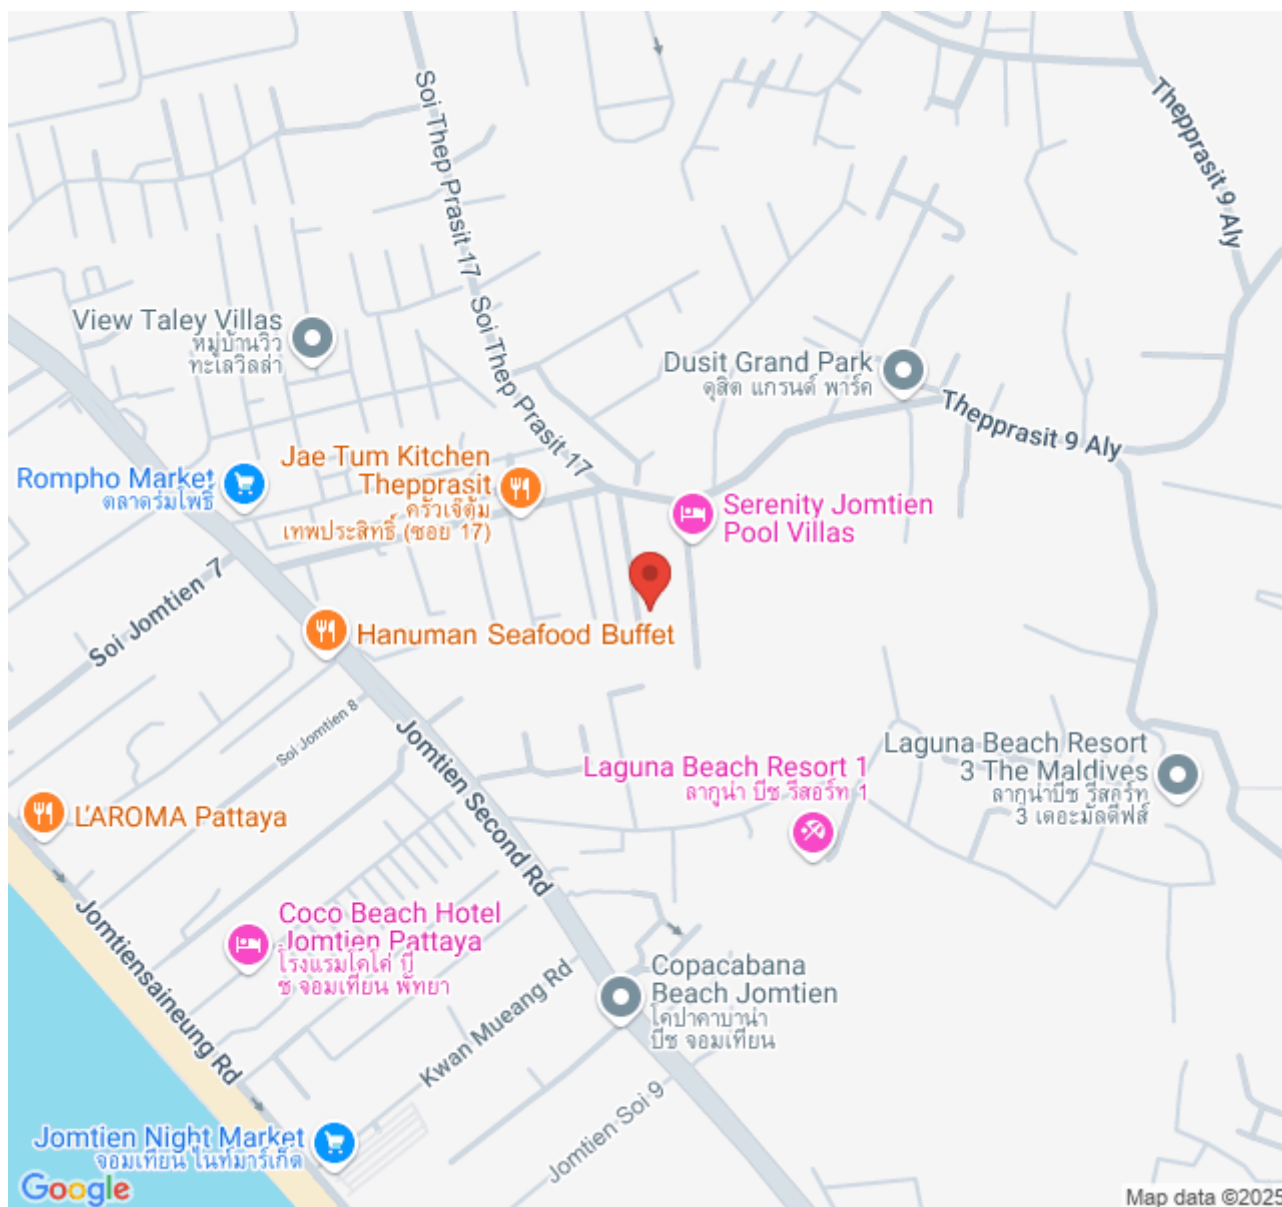 Soi Thep Prasit 17
Thepprasit 9 Aly
View Taley Villas
หมู่บ้านวิว
ทะเลวิลล่า
Soi Thep Prasit 17
Dusit Grand Park
ดุสิต แกรนด์ พาร์ค
Thepprasit 9 Aly
Rompho Market
ตลาดร่มโพธิ์
Jae Tum Kitchen
Thepprasit
ครัวเจ๊ตุ้ม
เทพประสิทธิ์ (ซอย 17)
Serenity Jomtien
Pool Villas
Soi Jomtien 7
Hanuman Seafood Buffet
Soi Jomtien 8
Jomtien Second Rd
Laguna Beach Resort 1
ลากูน่า บีช รีสอร์ท 1
Laguna Beach Resort
3 The Maldives
ลากูน่าบีช รีสอร์ท
3 เดอะมัลดีฟส์
L'AROMA Pattaya
Jomtiensaineung Rd
Coco Beach Hotel
Jomtien Pattaya
โรงแรมโคโค่ บี
ช จอมเทียน พัทยา
Copacabana
Beach Jomtien
โคปาคาบาน่า
บีช จอมเทียน
Kwan Mueang Rd
Jomtien Soi 9
Jomtien Night Market
จอมเทียน ไนท์มาร์เก็ต
Google
Map data ©2025